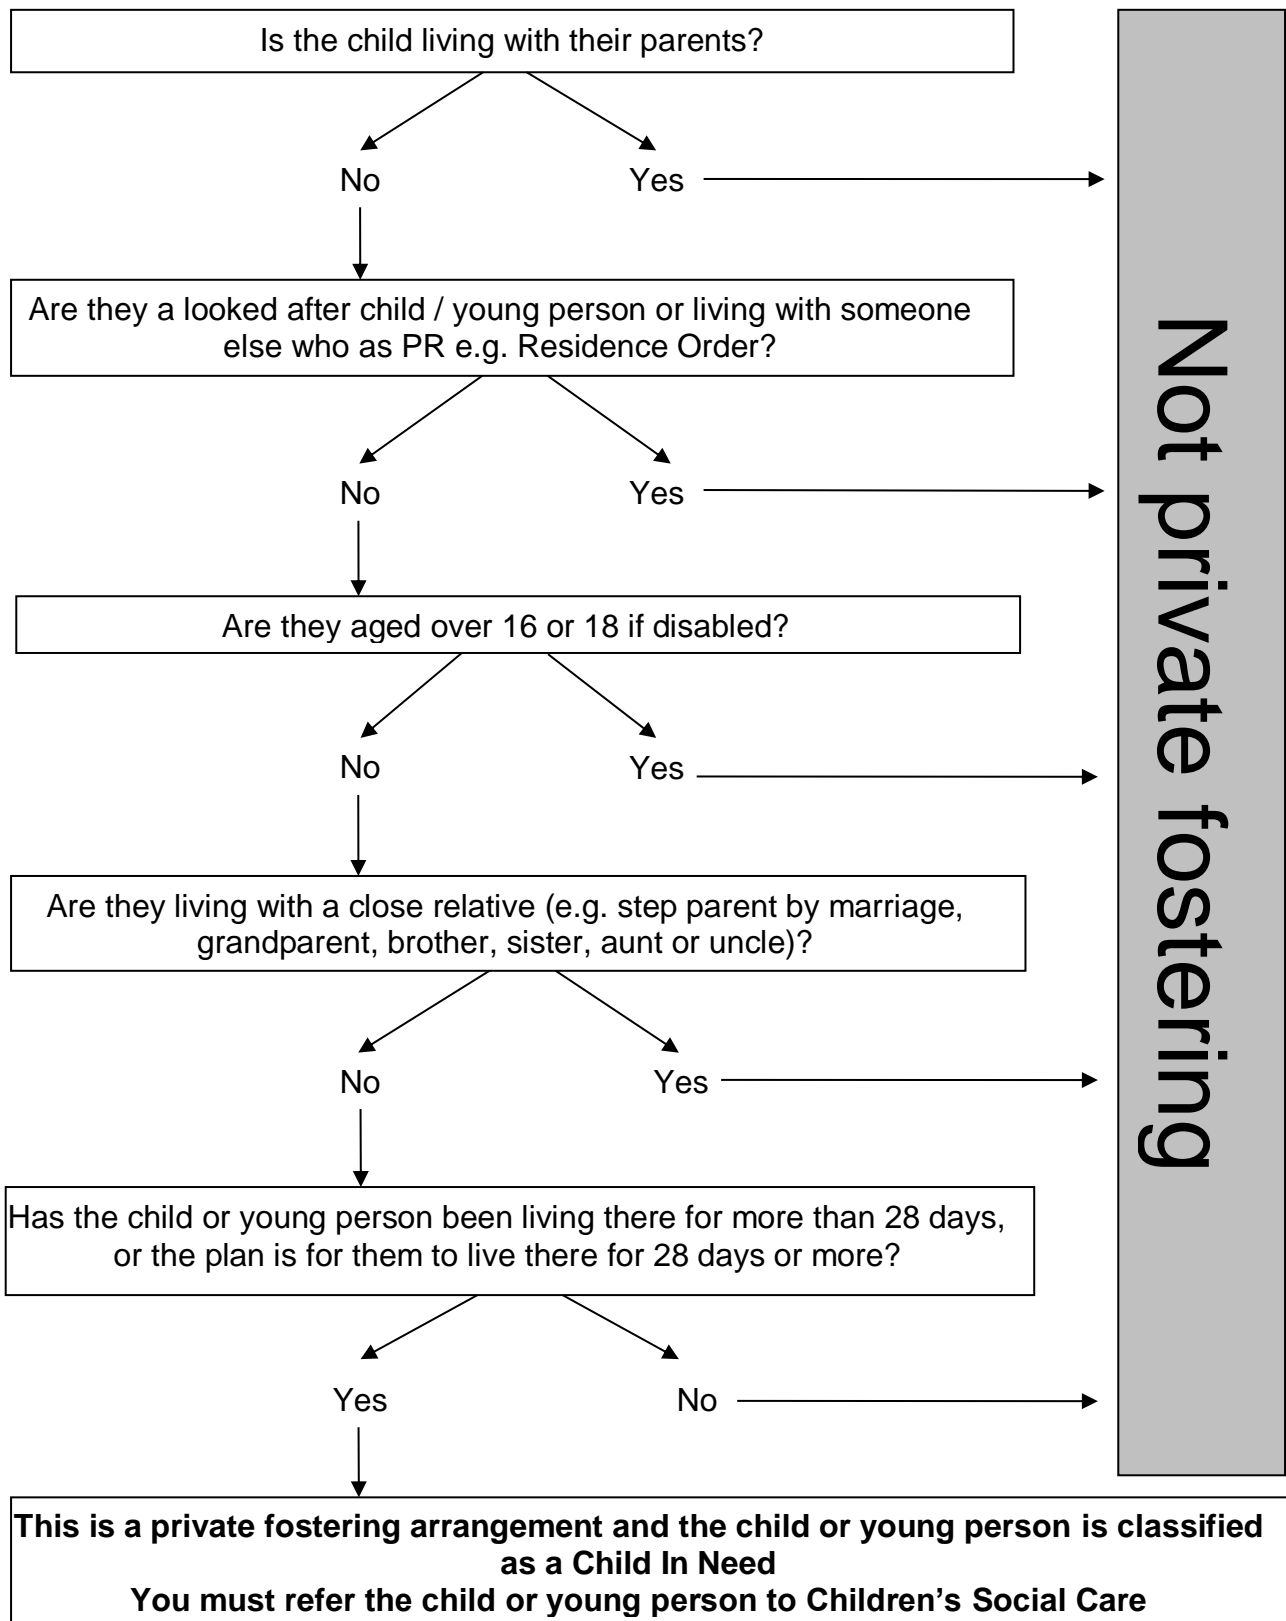 Is the child living with their parents?
No
Yes
Are they a looked after child / young person or living with someone
else who as PR e.g. Residence Order?
No
Yes
Are they aged over 16 or 18 if disabled?
No
Yes
Are they living with a close relative (e.g. step parent by marriage,
grandparent, brother, sister, aunt or uncle)?
No
Yes
Has the child or young person been living there for more than 28 days,
or the plan is for them to live there for 28 days or more?
Yes
No
Not private fostering
This is a private fostering arrangement and the child or young person is classified
as a Child In Need
You must refer the child or young person to Children's Social Care